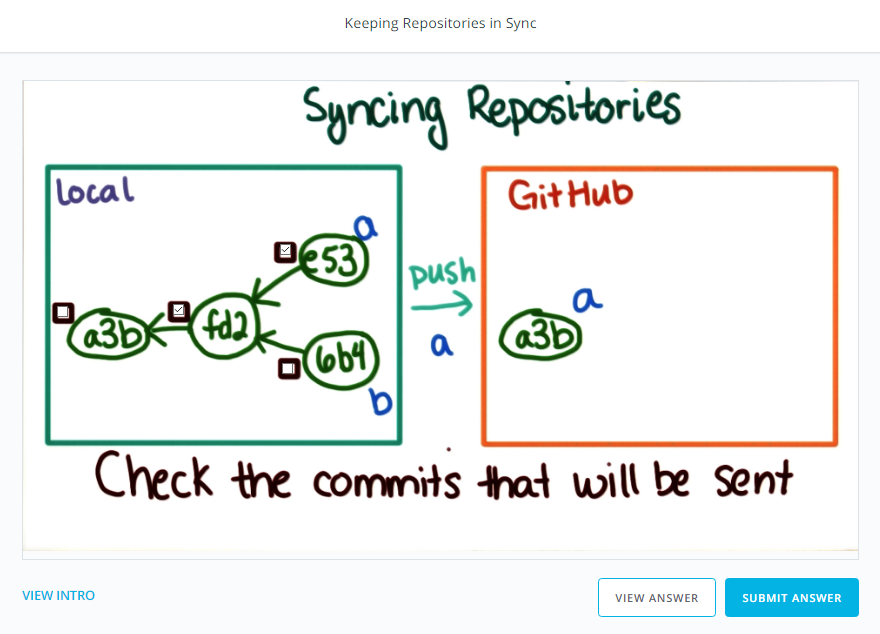 Keeping Repositories in Sync
Syncing Repositories
local
GitHub
a
e53
push
a
a3b
fd2
a
a3b
6b4
b
Check the commits that will be sent
VIEW INTRO
VIEW ANSWER
SUBMIT ANSWER